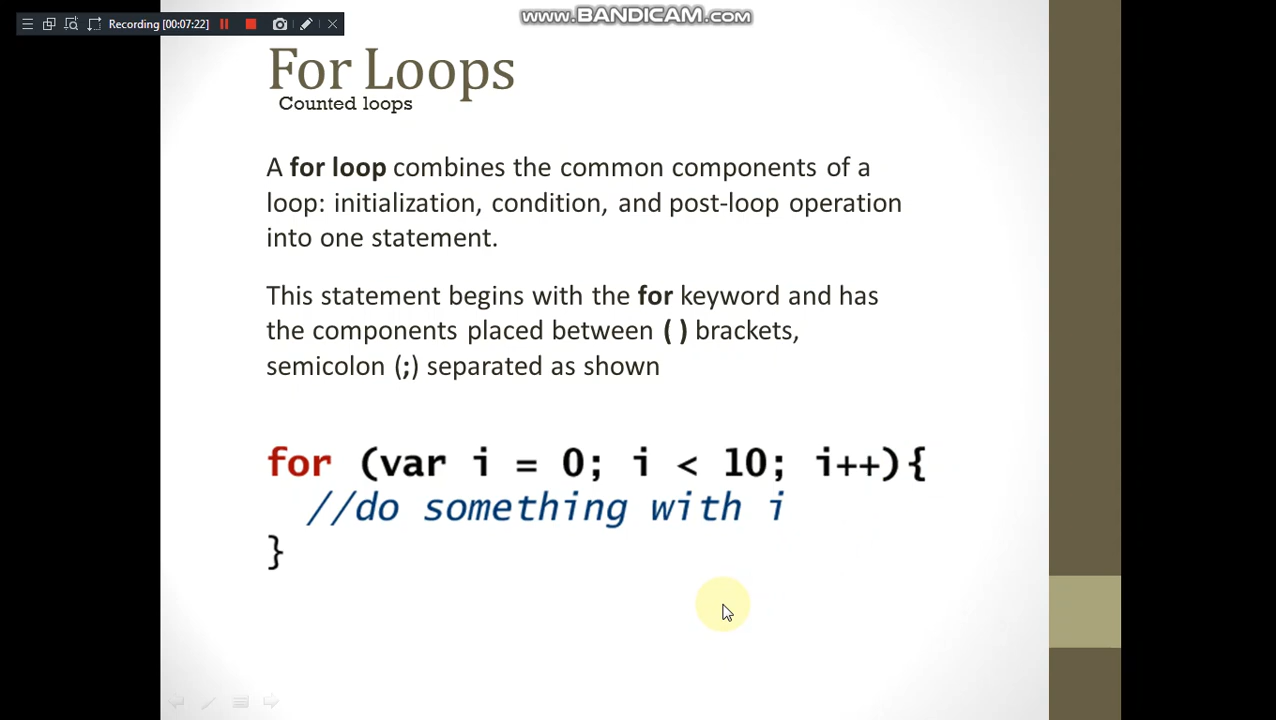 Recording [00:07:22]
www.BANDICAM.com
For Loops
Counted loops
A for loop combines the common components of a
loop: initialization, condition, and post-loop operation
into one statement.
This statement begins with the for keyword and has
the components placed between ( ) brackets,
semicolon (;) separated as shown
for (var i = 0; i < 10; i++){
//do something with i
}